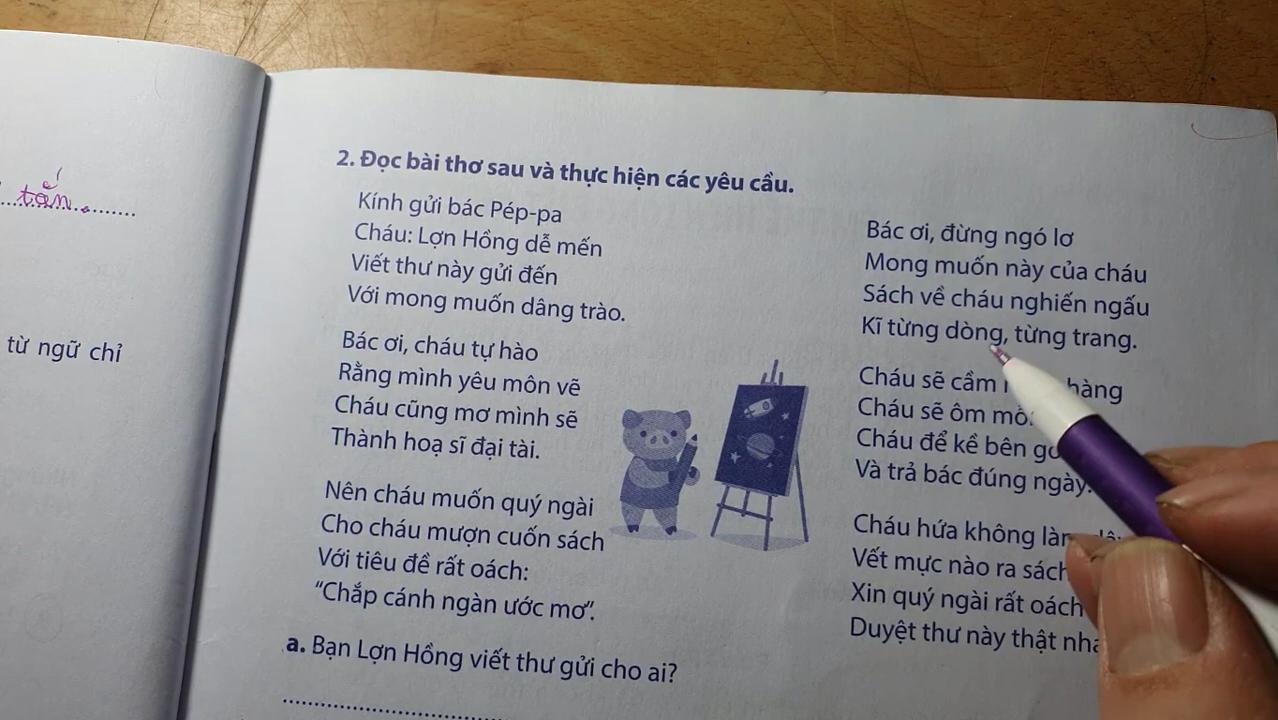 tắn.
từ ngữ chỉ
2. Đọc bài thơ sau và thực hiện các yêu cầu.
Kính gửi bác Pép-pa
Cháu: Lợn Hồng dễ mến
Viết thư này gửi đến
Với mong muốn dâng trào.
Bác ơi, cháu tự hào
Rằng mình yêu môn vẽ
Cháu cũng mơ mình sẽ
Thành hoạ sĩ đại tài.
Nên cháu muốn quý ngài
Cho cháu mượn cuốn sách
Với tiêu đề rất oách:
“Chắp cánh ngàn ước mơ”.
Bác ơi, đừng ngó lơ
Mong muốn này của cháu
Sách về cháu nghiến ngấu
Kĩ từng dòng, từng trang.
Cháu sẽ cầm hàng
Cháu sẽ ôm
Cháu để kề bên
Và trả bác đúng ngày.
Cháu hứa không
Vết mực nào ra sách
Xin quý ngài rất oách
Duyệt thư này thật
a. Bạn Lợn Hồng viết thư gửi cho ai?